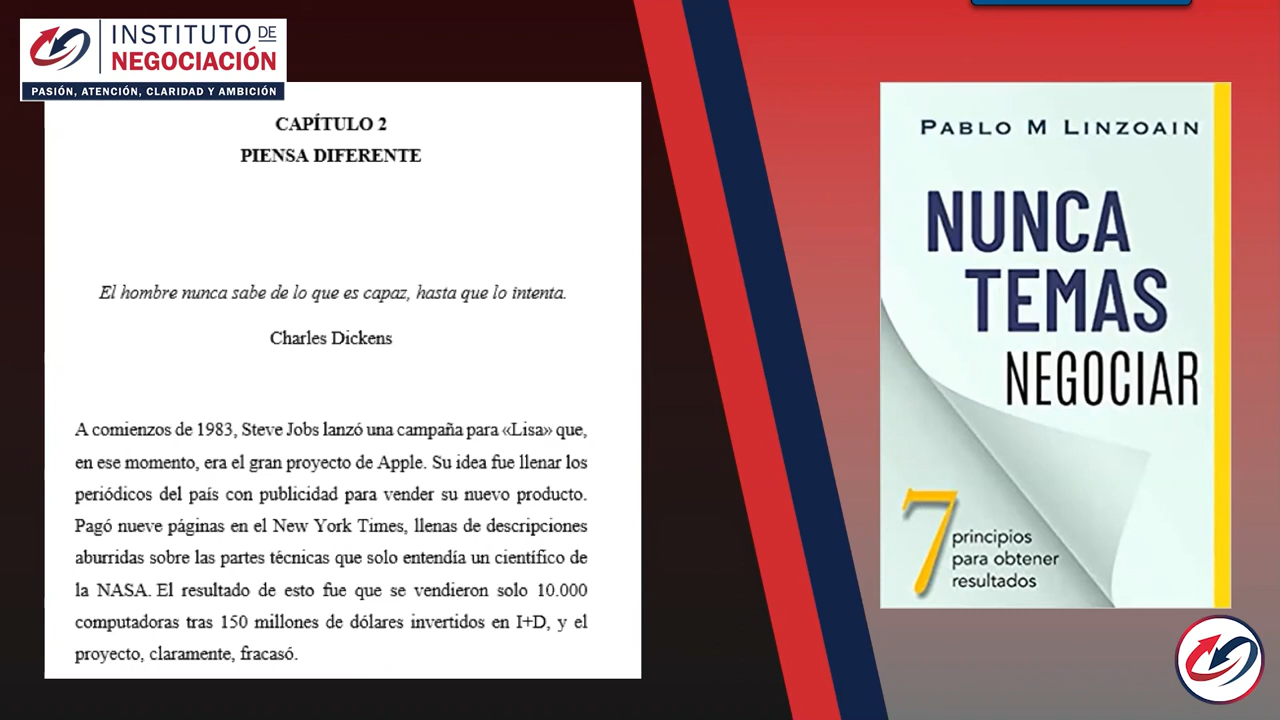 INSTITUTO DE
NEGOCIACIÓN
PASIÓN, ATENCIÓN, CLARIDAD Y AMBICIÓN
CAPÍTULO 2
PIENSA DIFERENTE
El hombre nunca sabe de lo que es capaz, hasta que lo intenta.
Charles Dickens
A comienzos de 1983, Steve Jobs lanzó una campaña para «Lisa» que,
en ese momento, era el gran proyecto de Apple. Su idea fue llenar los
periódicos del país con publicidad para vender su nuevo producto.
Pagó nueve páginas en el New York Times, llenas de descripciones
aburridas sobre las partes técnicas que solo entendía un científico de
la NASA. El resultado de esto fue que se vendieron solo 10.000
computadoras tras 150 millones de dólares invertidos en I+D, y el
proyecto, claramente, fracasó.
PABLO M LINZOAIN
NUNCA
TEMAS
NEGOCIAR
7 principios
para obtener
resultados